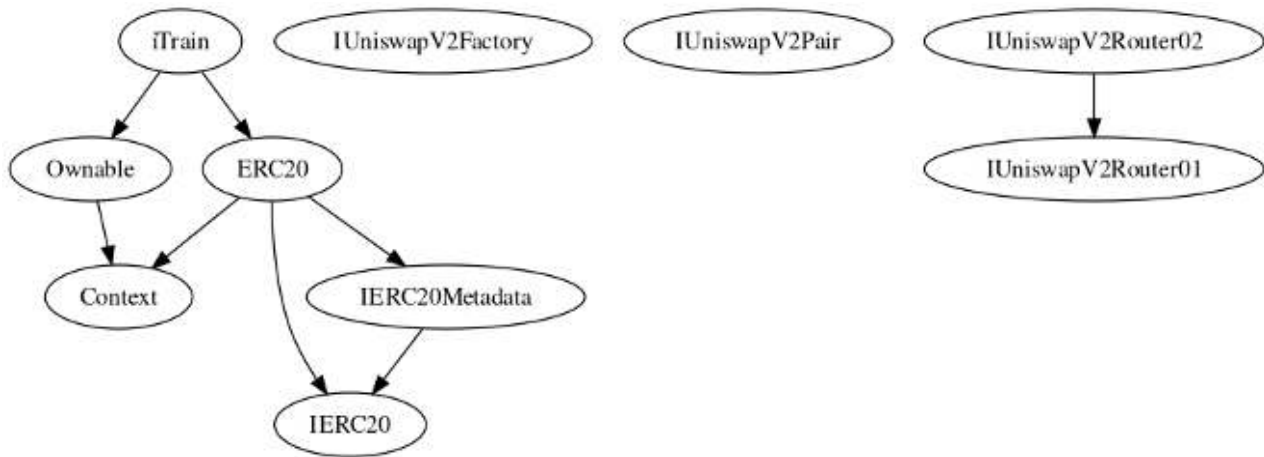 iTrain
IUniswapV2Factory
IUniswapV2Pair
IUniswapV2Router02
Ownable
ERC20
IUniswapV2Router01
Context
IERC20Metadata
IERC20